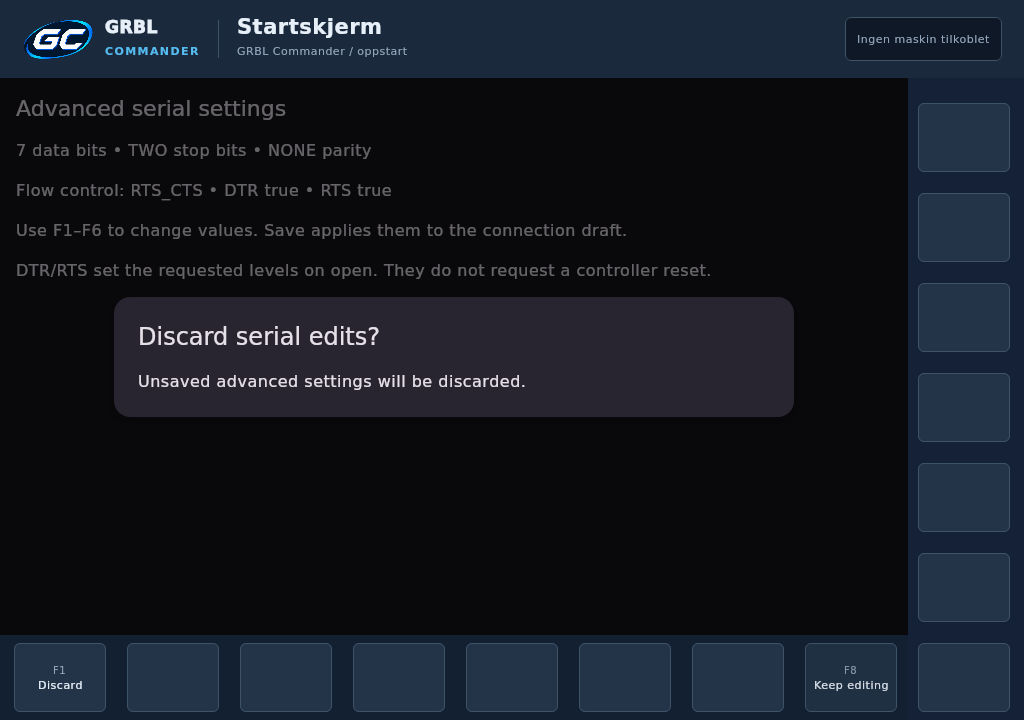 GC
GRBL
COMMANDER
Startskjerm
GRBL Commander / oppstart
Ingen maskin tilkoblet
Advanced serial settings
7 data bits • TWO stop bits • NONE parity
Flow control: RTS_CTS • DTR true • RTS true
Use F1–F6 to change values. Save applies them to the connection draft.
DTR/RTS set the requested levels on open. They do not request a controller reset.
Discard serial edits?
Unsaved advanced settings will be discarded.
F1
Discard
F8
Keep editing